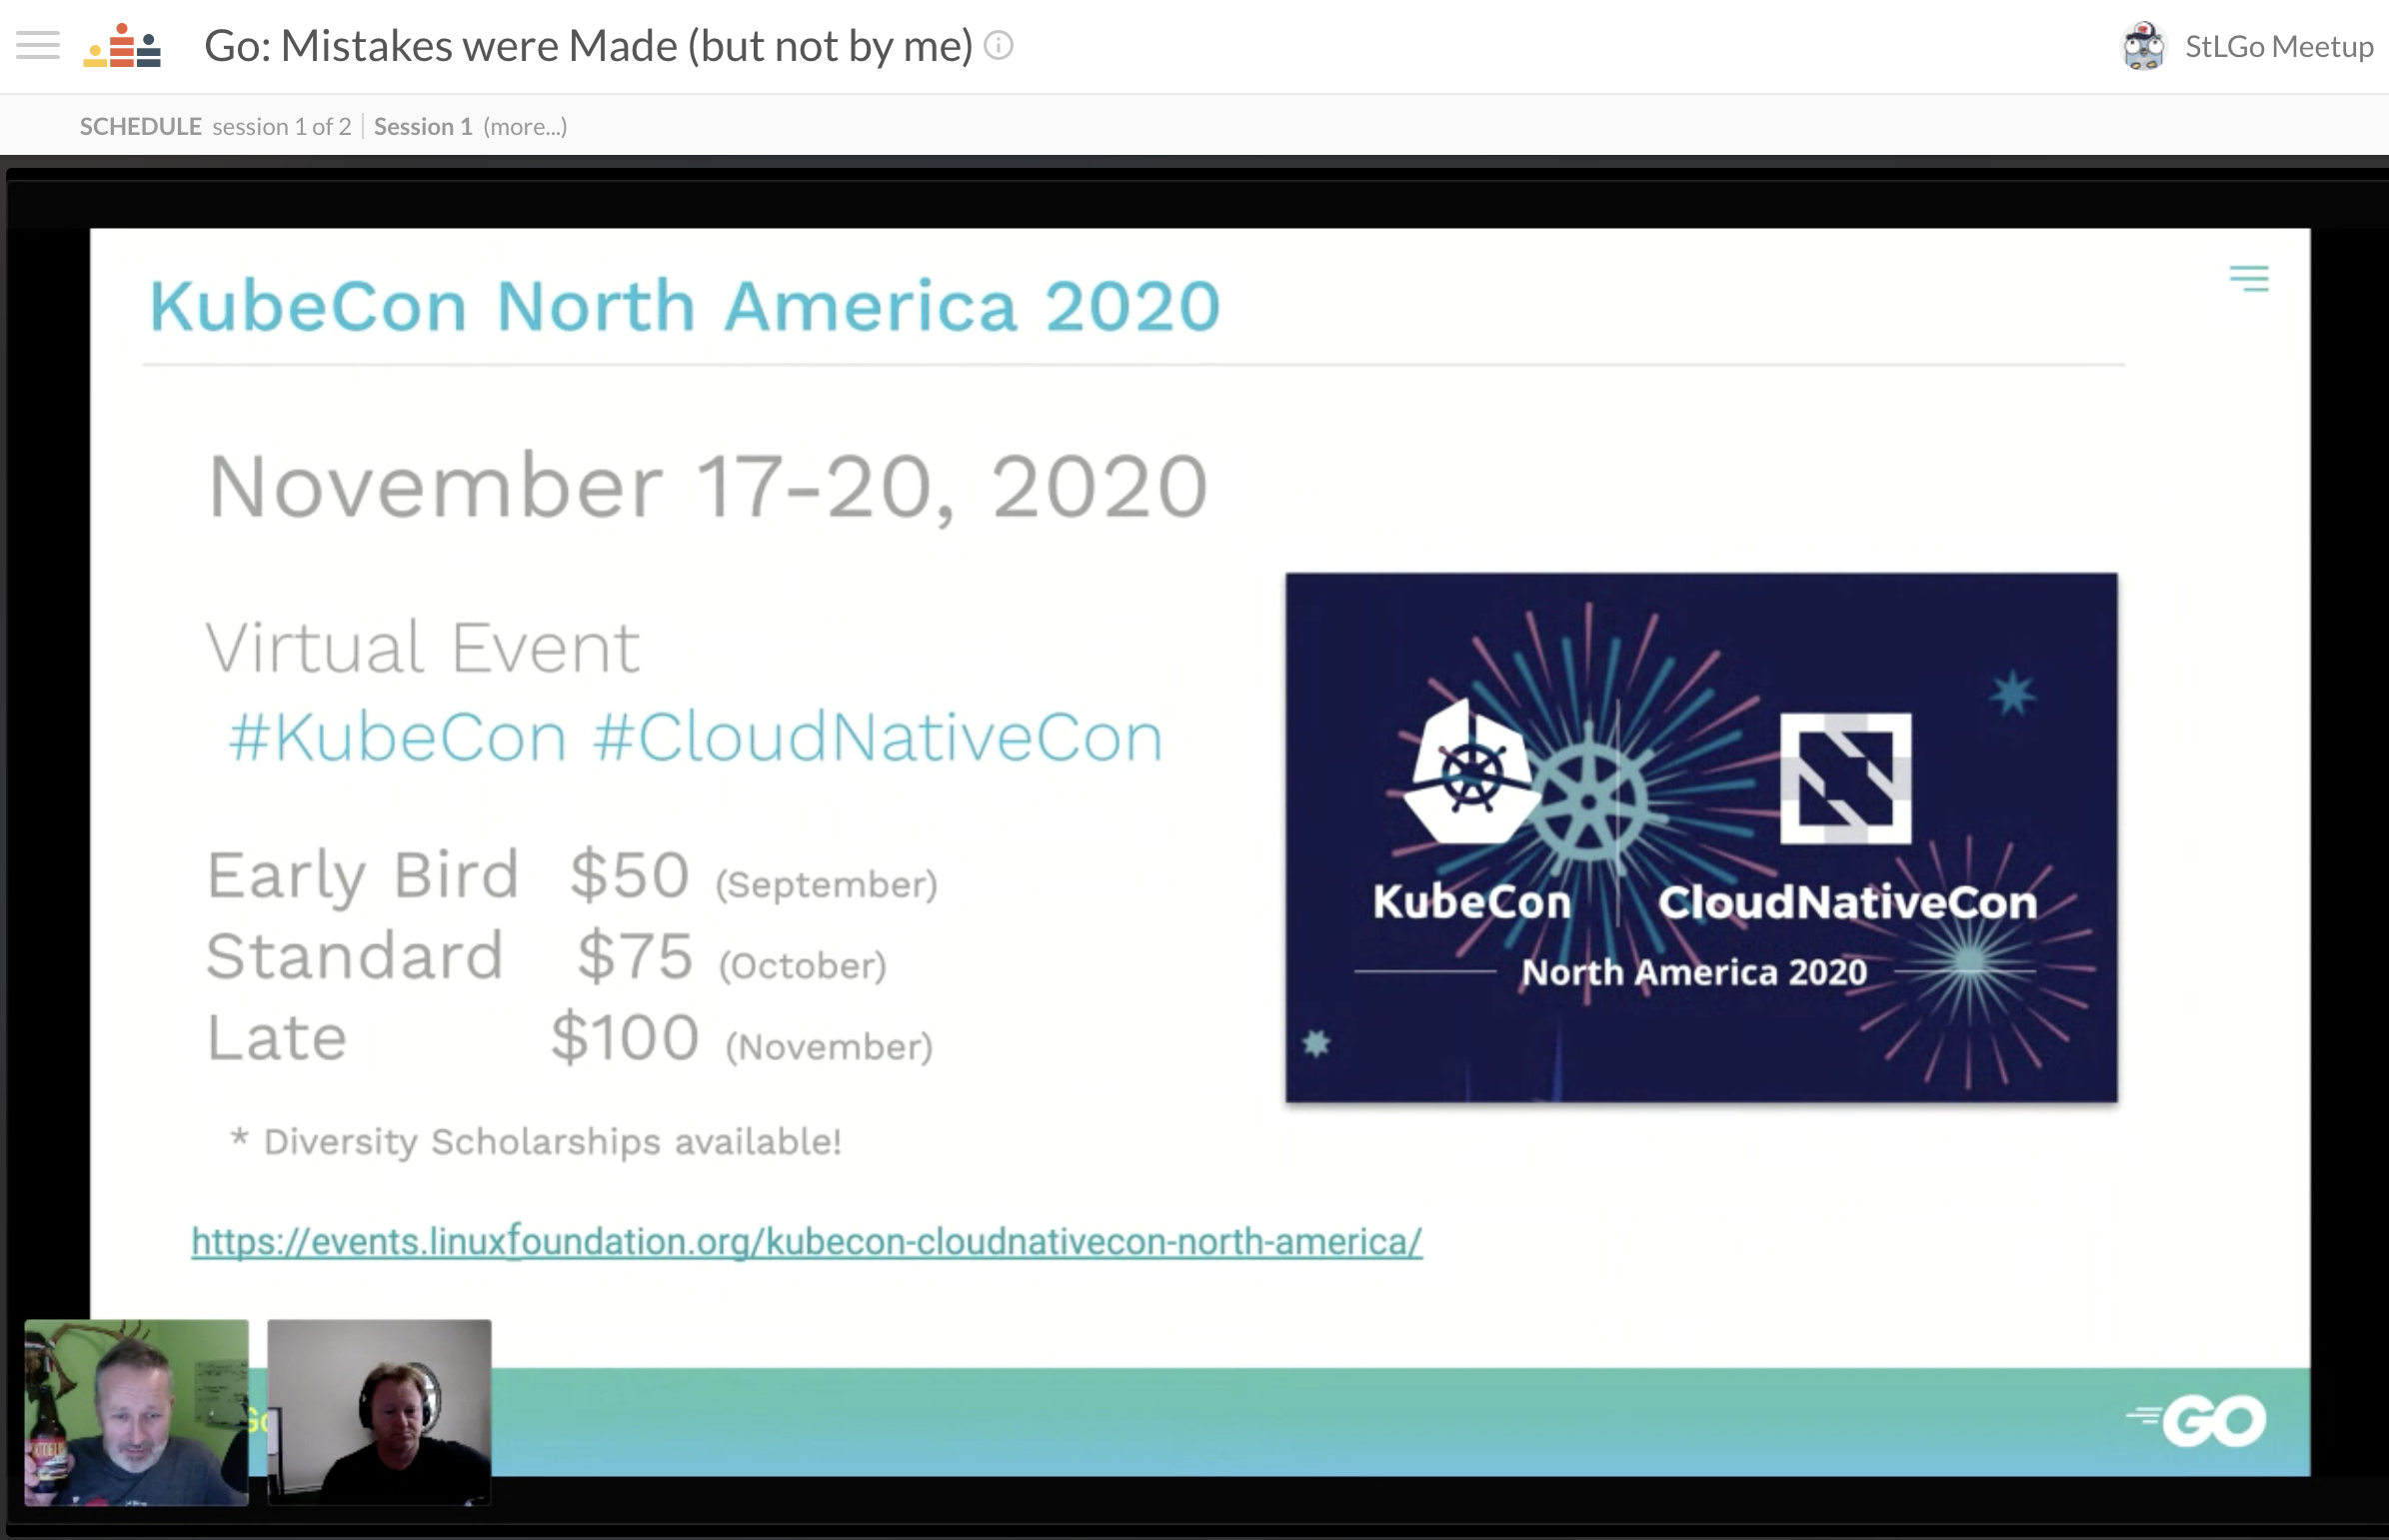 Go: Mistakes were Made (but not by me)
StLGo Meetup
SCHEDULE session 1 of 2 | Session 1 (more...)
KubeCon North America 2020
November 17-20, 2020
Virtual Event
#KubeCon #CloudNativeCon
Early Bird $50 (September)
Standard $75 (October)
Late $100 (November)
* Diversity Scholarships available!
https://events.linuxfoundation.org/kubecon-cloudnativecon-north-america/
KubeCon
CloudNativeCon
North America 2020
GO